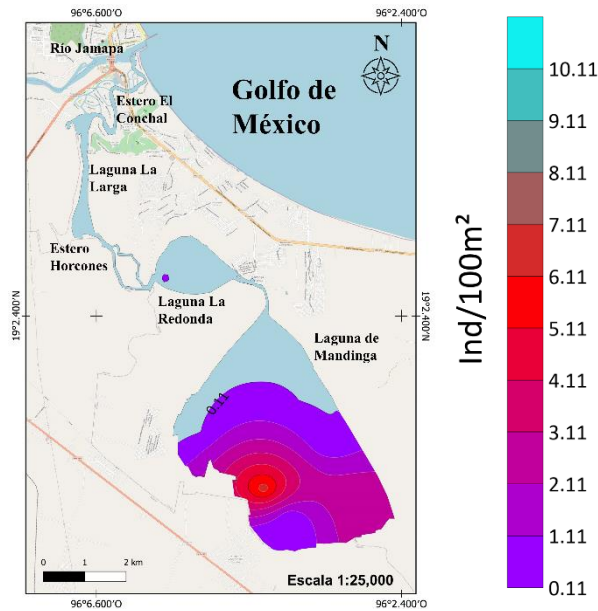 96°6.600'O
96°2.400'O
Río Jamapa
N
Estero El
Conchal
Golfo de
México
Laguna La
Larga
Estero
Horcones
Laguna La
Redonda
19°2.400'N
19°2.400'N
Laguna de
Mandinga
0.11
0
1
2 km
Escala 1:25,000
96°6.600'O
96°2.400'O
Ind/100m²
10.11
9.11
8.11
7.11
6.11
5.11
4.11
3.11
2.11
1.11
0.11